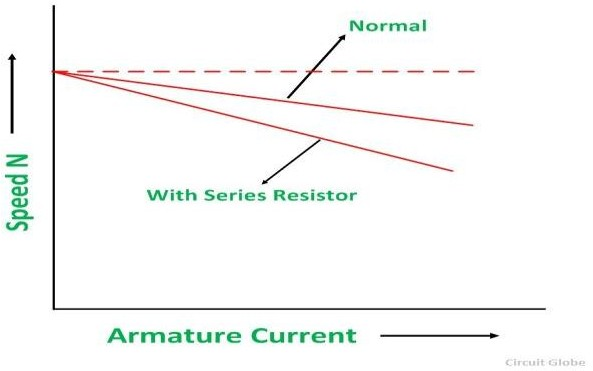 Normal
With Series Resistor
Speed N
Armature Current
Circuit Globe